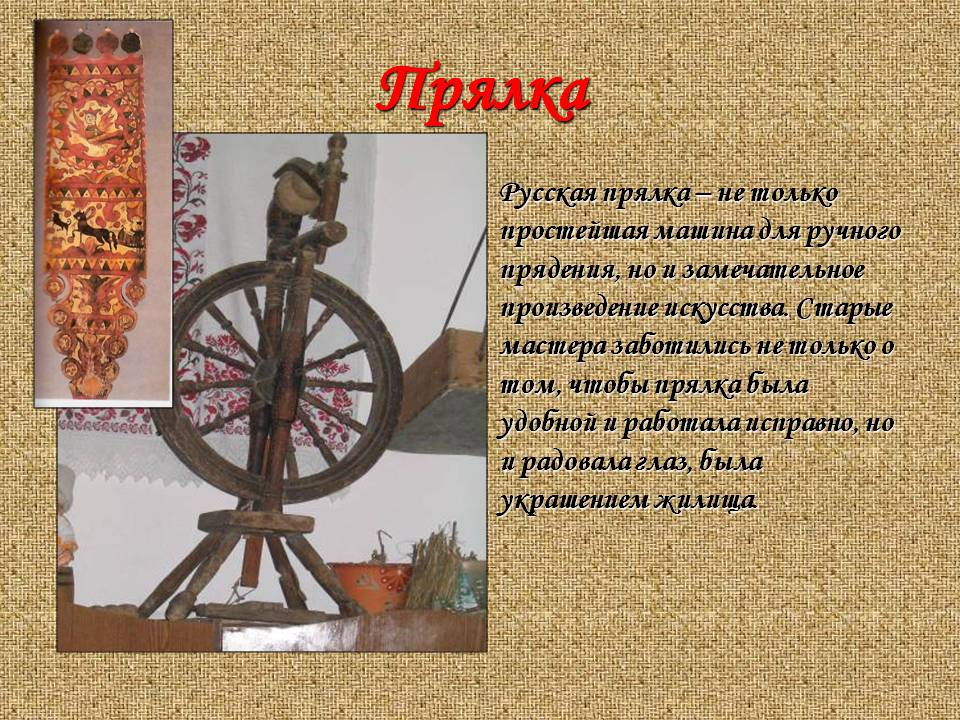 Прялка
Русская прялка – не только
простейшая машина для ручного
прядения, но и замечательное
произведение искусства. Старые
мастера заботились не только о
том, чтобы прялка была
удобной и работала исправно, но
и радовала глаз, была
украшением жилища.